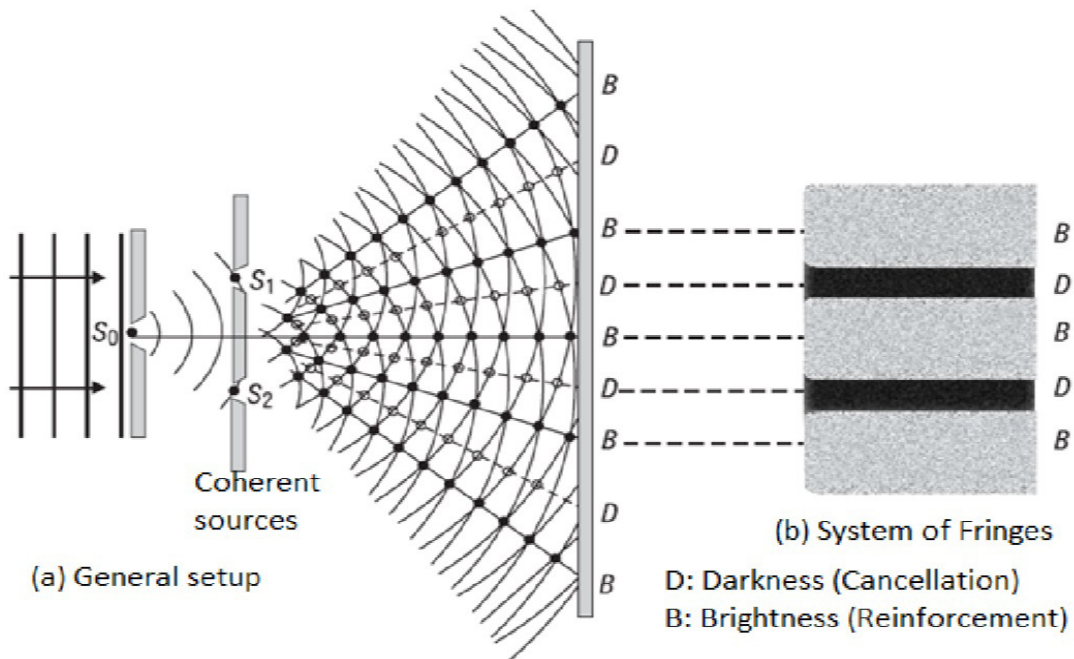 B
D
B
D
B
D
B
D
B
S0
S1
S2
Coherent
sources
(a) General setup
B
D
B
D
B
(b) System of Fringes
D: Darkness (Cancellation)
B: Brightness (Reinforcement)